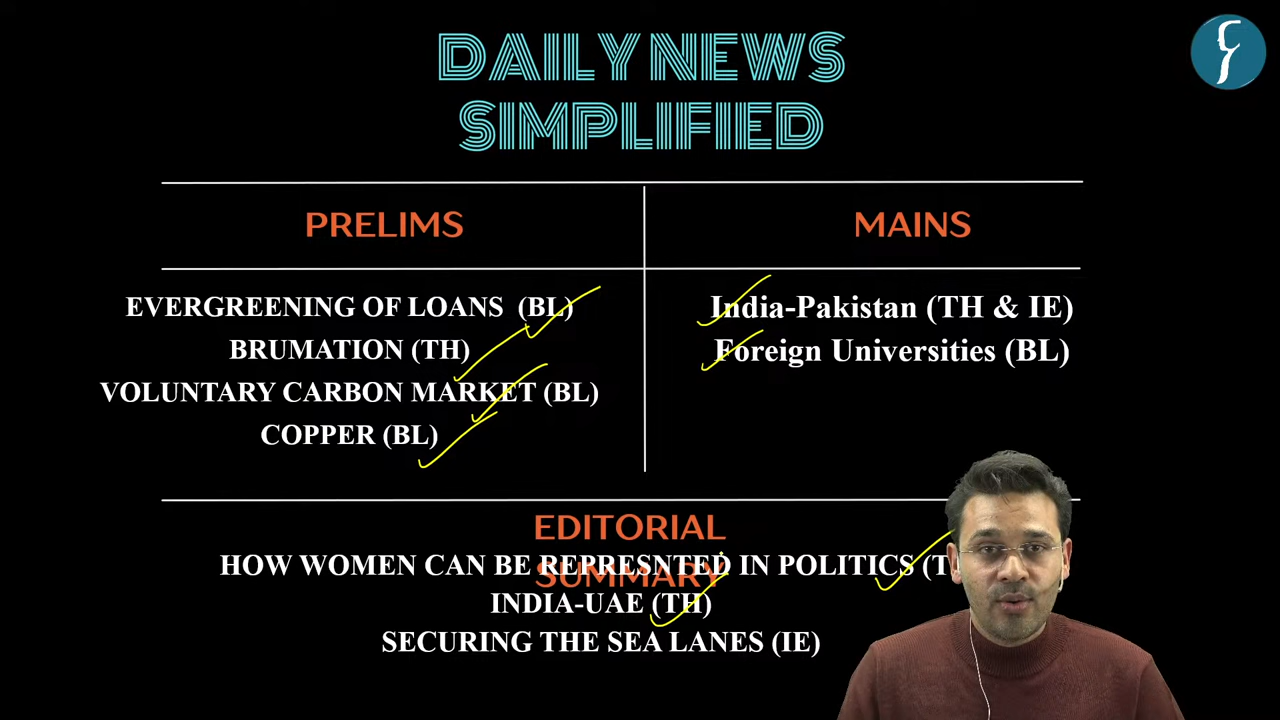 DAILY NEWS
SIMPLIFIED
PRELIMS
MAINS
EVERGREENING OF LOANS (BL)
BRUMATION (TH)
VOLUNTARY CARBON MARKET (BL)
COPPER (BL)
India-Pakistan (TH & IE)
Foreign Universities (BL)
EDITORIAL
SUMMARY
HOW WOMEN CAN BE REPRESNTED IN POLITICS
INDIA-UAE (TH)
SECURING THE SEA LANES (IE)